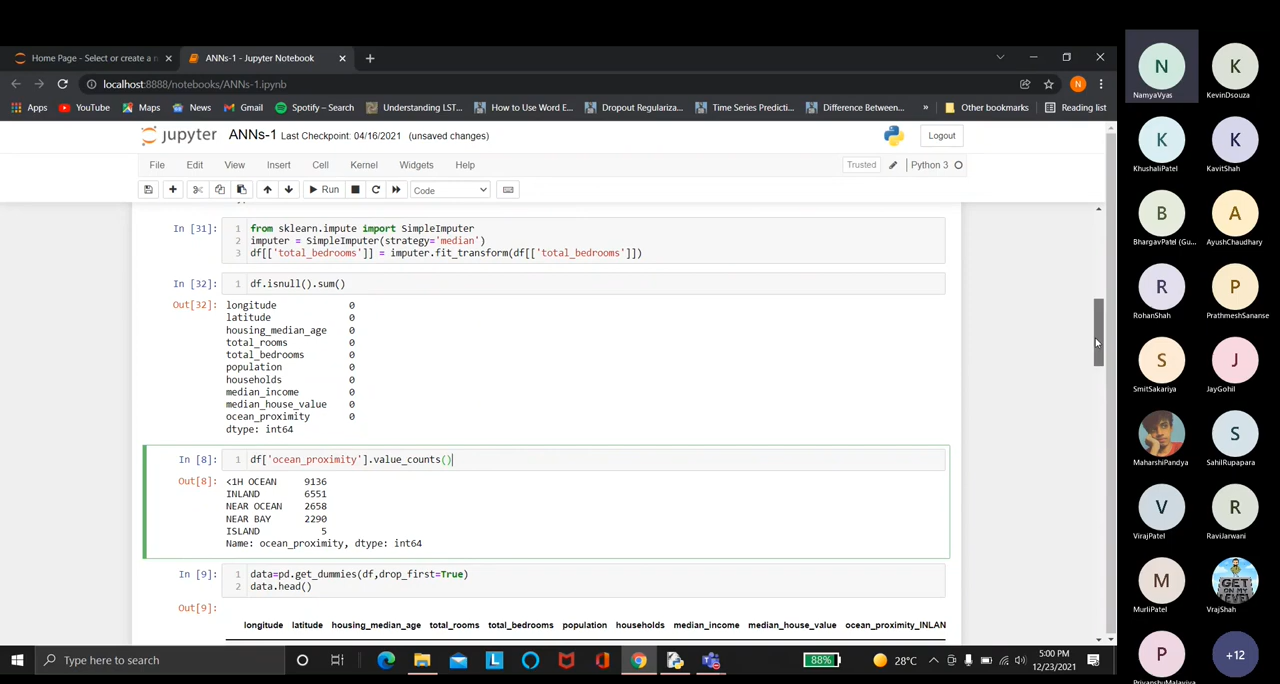 Home Page - Select or create a n
ANNs-1 - Jupyter Notebook
localhost:8888/notebooks/ANNs-1.ipynb
N
Apps YouTube Maps News Gmail Spotify – Search Understanding LST... How to Use Word E... Dropout Regulariza... Time Series Predicti... Difference Between... » Other bookmarks Reading list
jupyter ANNs-1 Last Checkpoint: 04/16/2021 (unsaved changes) Logout
File Edit View Insert Cell Kernel Widgets Help Trusted Python 3
Run Code
In [31]: 1 from sklearn.impute import SimpleImputer
2 imputer = SimpleImputer(strategy='median')
3 df[['total_bedrooms']] = imputer.fit_transform(df[['total_bedrooms']])
In [32]: 1 df.isnull().sum()
Out[32]: longitude 0
latitude 0
housing_median_age 0
total_rooms 0
total_bedrooms 0
population 0
households 0
median_income 0
median_house_value 0
ocean_proximity 0
dtype: int64
In [8]: 1 df['ocean_proximity'].value_counts()
Out[8]: <1H OCEAN 9136
INLAND 6551
NEAR OCEAN 2658
NEAR BAY 2290
ISLAND 5
Name: ocean_proximity, dtype: int64
In [9]: 1 data=pd.get_dummies(df,drop_first=True)
2 data.head()
Out[9]:
longitude latitude housing_median_age total_rooms total_bedrooms population households median_income median_house_value ocean_proximity_INLAN
Type here to search
88%
28°C
5:00 PM
12/23/2021
N K
NamyaVyas KevinDsouza
K K
KhushaliPatel KavitShah
B A
BhargavPatel (Gu... AyushChaudhary
R P
RohanShah PrathmeshSananse
S J
SmitSakariya JayGohil
S
MaharshiPandya SahilRupapara
V R
VirajPatel RaviJarwani
M GET ON MY LEVEL
MurliPatel VrajShah
P +12
PriyanshuMalaviya